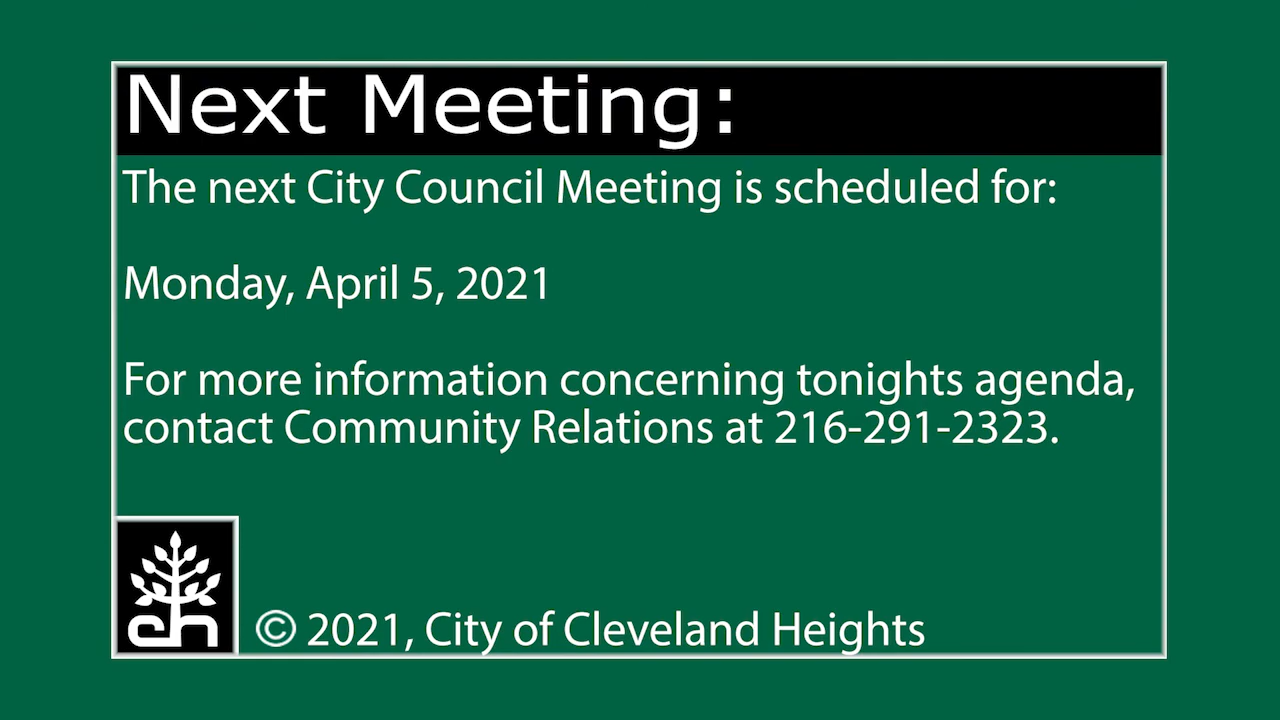 Next Meeting:
The next City Council Meeting is scheduled for:
Monday, April 5, 2021
For more information concerning tonights agenda,
contact Community Relations at 216-291-2323.
ch
© 2021, City of Cleveland Heights